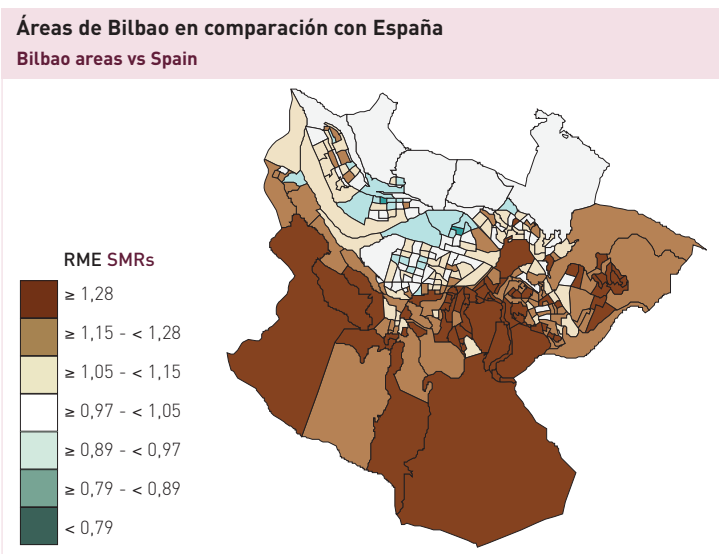 Áreas de Bilbao en comparación con España
Bilbao areas vs Spain
RME SMRs
≥ 1,28
≥ 1,15 - < 1,28
≥ 1,05 - < 1,15
≥ 0,97 - < 1,05
≥ 0,89 - < 0,97
≥ 0,79 - < 0,89
< 0,79